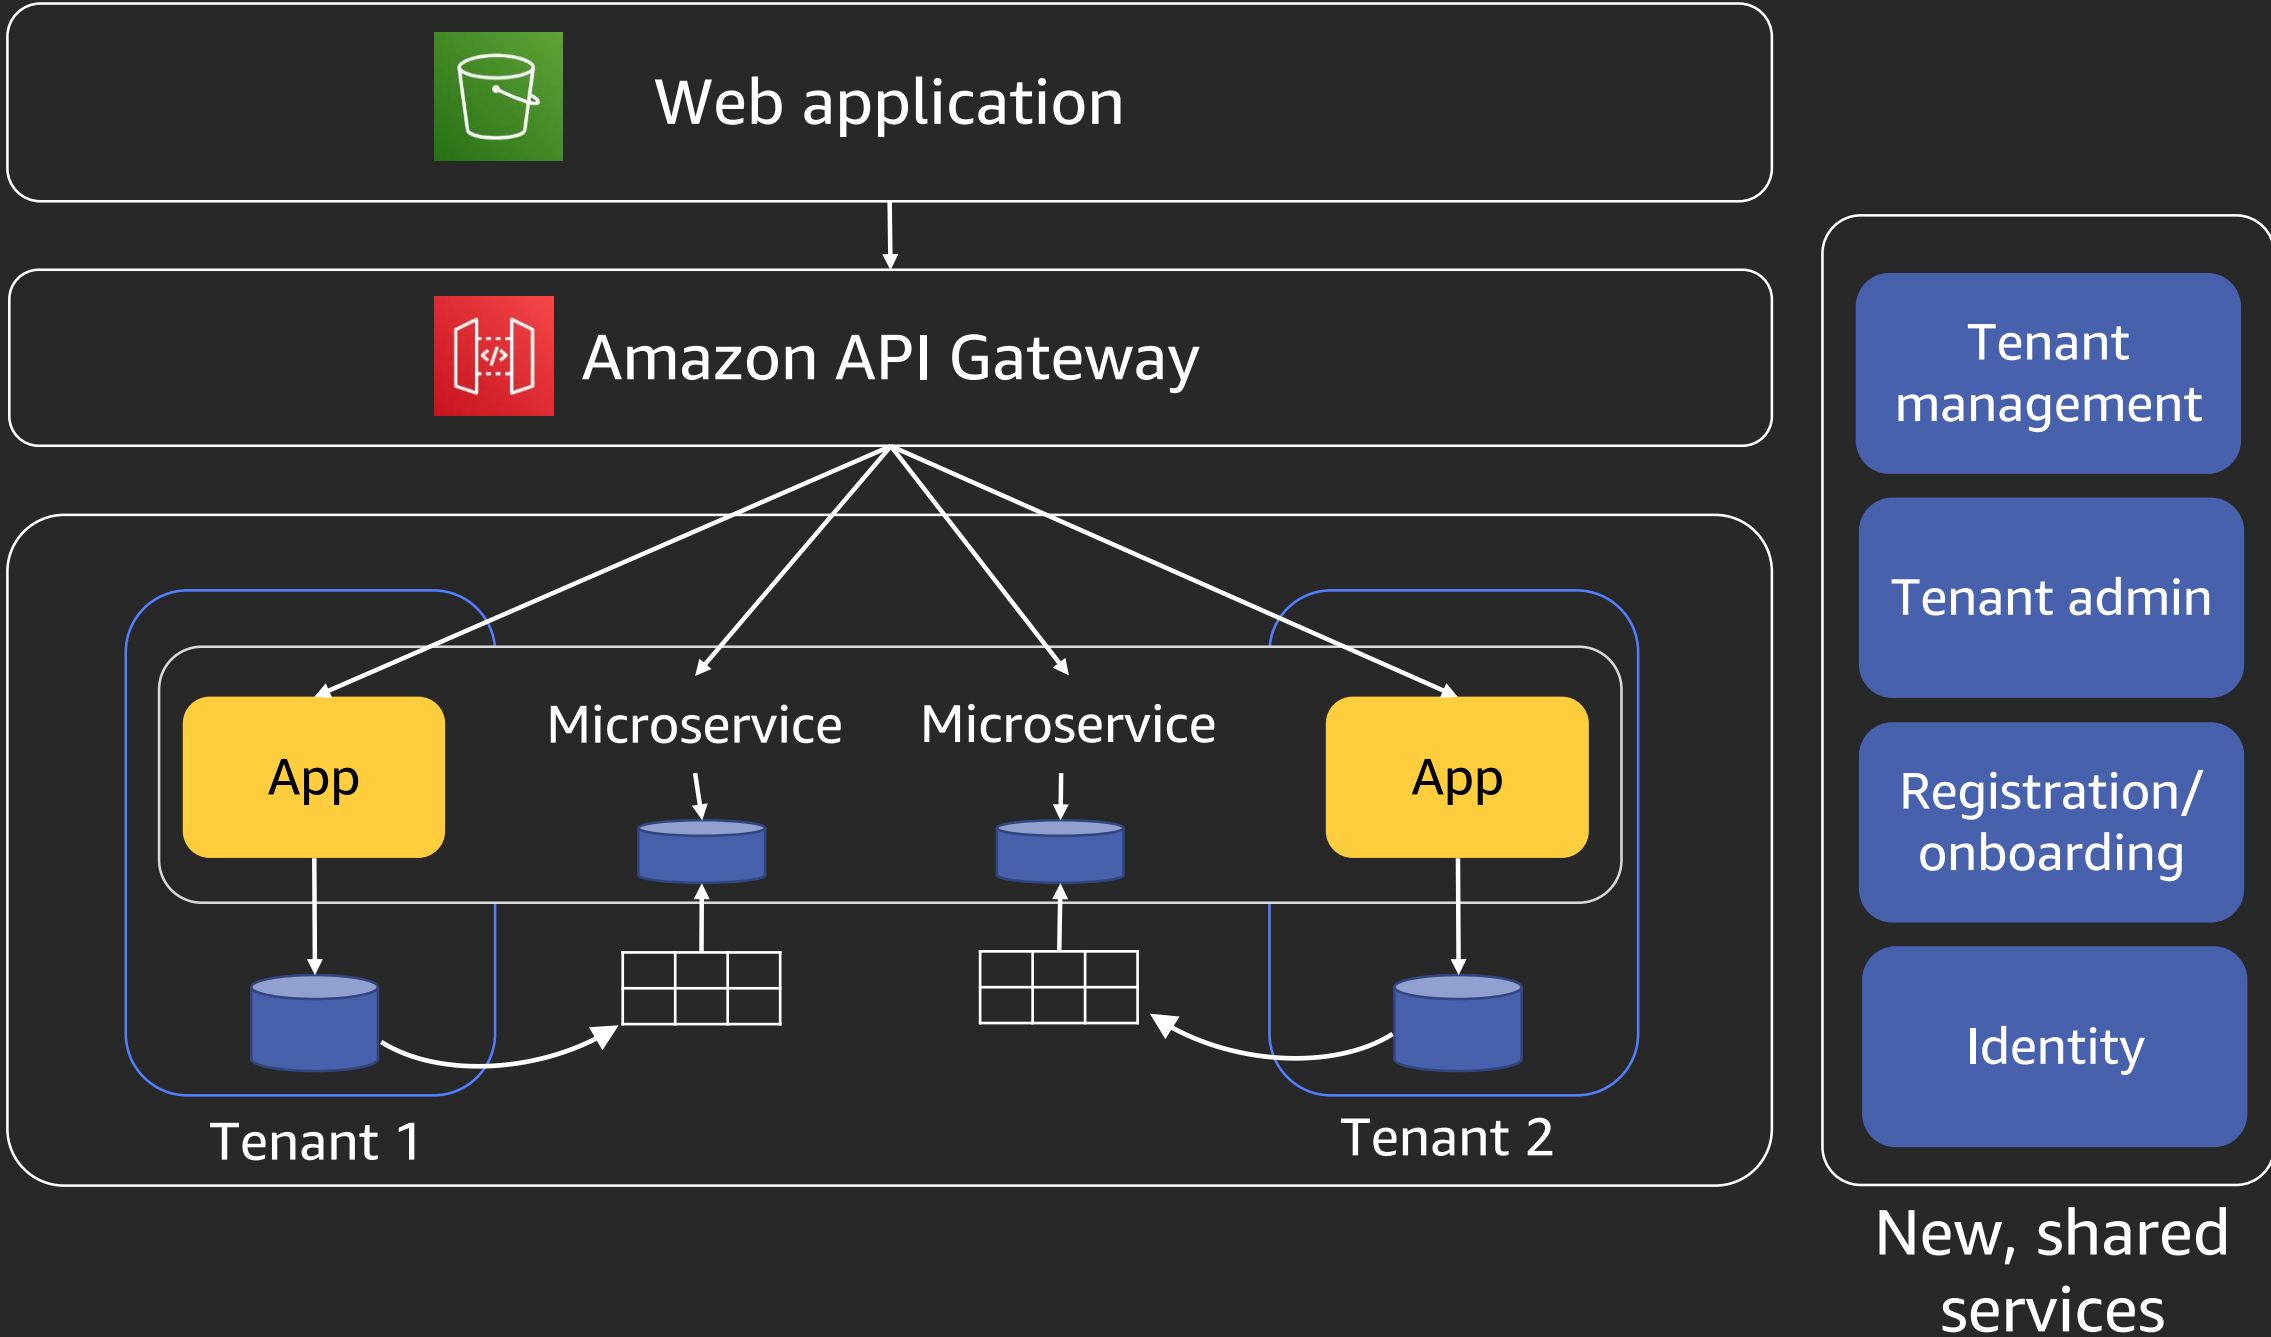 Web application
Amazon API Gateway
</>
App
Microservice
Microservice
App
Tenant 1
Tenant 2
Tenant
management
Tenant admin
Registration/
onboarding
Identity
New, shared
services